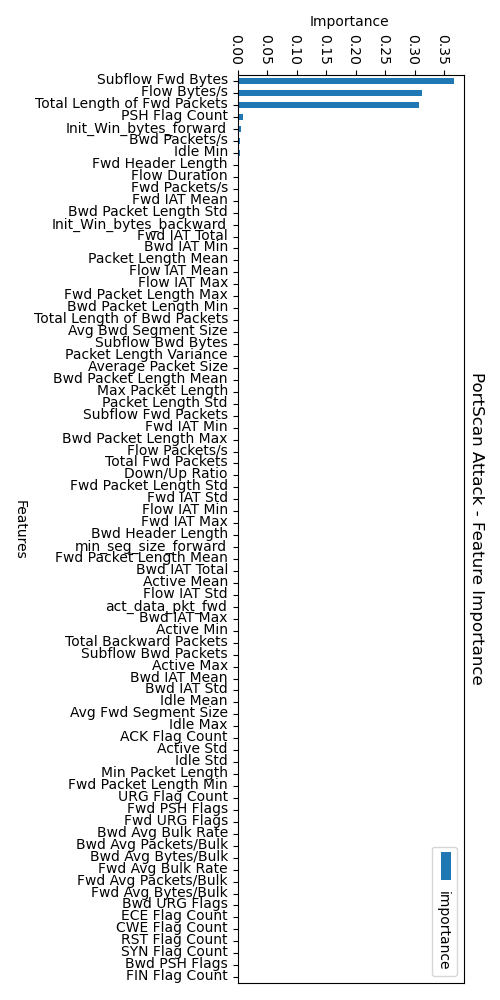 Importance
0.00
0.05
0.10
0.15
0.20
0.25
0.30
0.35
Subflow Fwd Bytes
Flow Bytes/s
Total Length of Fwd Packets
PSH Flag Count
Init_Win_bytes_forward
Bwd Packets/s
Idle Min
Fwd Header Length
Flow Duration
Fwd Packets/s
Fwd IAT Mean
Bwd Packet Length Std
Init_Win_bytes_backward
Fwd IAT Total
Bwd IAT Min
Packet Length Mean
Flow IAT Mean
Flow IAT Max
Fwd Packet Length Max
Bwd Packet Length Min
Total Length of Bwd Packets
Avg Bwd Segment Size
Subflow Bwd Bytes
Packet Length Variance
Average Packet Size
Bwd Packet Length Mean
Max Packet Length
Packet Length Std
Subflow Fwd Packets
Fwd IAT Min
Bwd Packet Length Max
Flow Packets/s
Total Fwd Packets
Down/Up Ratio
Fwd Packet Length Std
Fwd IAT Std
Flow IAT Min
Fwd IAT Max
Bwd Header Length
min_seg_size_forward
Fwd Packet Length Mean
Bwd IAT Total
Active Mean
Flow IAT Std
act_data_pkt_fwd
Bwd IAT Max
Active Min
Total Backward Packets
Subflow Bwd Packets
Active Max
Bwd IAT Mean
Bwd IAT Std
Idle Mean
Avg Fwd Segment Size
Idle Max
ACK Flag Count
Active Std
Idle Std
Min Packet Length
Fwd Packet Length Min
URG Flag Count
Fwd PSH Flags
Fwd URG Flags
Bwd Avg Bulk Rate
Bwd Avg Packets/Bulk
Bwd Avg Bytes/Bulk
Fwd Avg Bulk Rate
Fwd Avg Packets/Bulk
Fwd Avg Bytes/Bulk
Bwd URG Flags
ECE Flag Count
CWE Flag Count
RST Flag Count
SYN Flag Count
Bwd PSH Flags
FIN Flag Count
Features
PortScan Attack - Feature Importance
importance